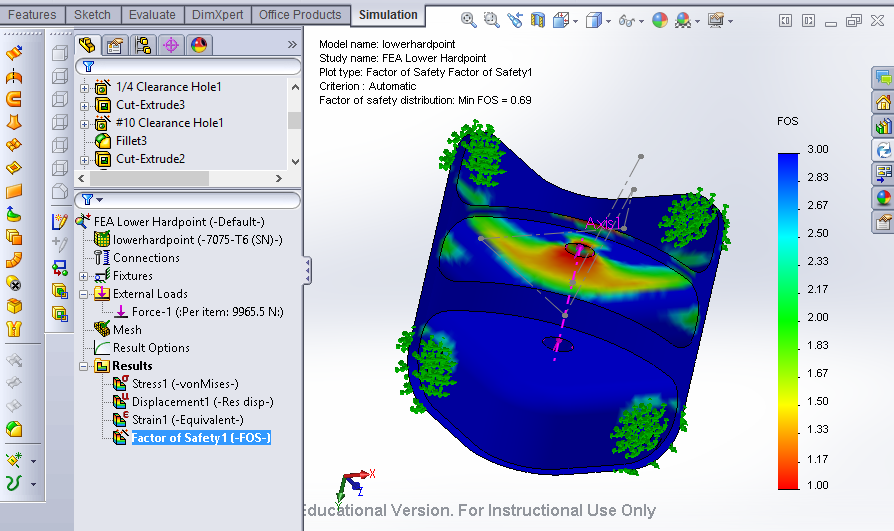 Features Sketch Evaluate DimXpert Office Products Simulation
1/4 Clearance Hole1
Cut-Extrude3
#10 Clearance Hole1
Fillet3
Cut-Extrude2
FEA Lower Hardpoint (-Default-)
lowerhardpoint (-7075-T6 (SN)-)
Connections
Fixtures
External Loads
Force-1 (:Per item: 9965.5 N:)
Mesh
Result Options
Results
Stress1 (-vonMises-)
Displacement1 (-Res disp-)
Strain1 (-Equivalent-)
Factor of Safety1 (-FOS-)
Model name: lowerhardpoint
Study name: FEA Lower Hardpoint
Plot type: Factor of Safety Factor of Safety1
Criterion : Automatic
Factor of safety distribution: Min FOS = 0.69
Axis1
FOS
3.00
2.83
2.67
2.50
2.33
2.17
2.00
1.83
1.67
1.50
1.33
1.17
1.00
X
Y
Z
Educational Version. For Instructional Use Only